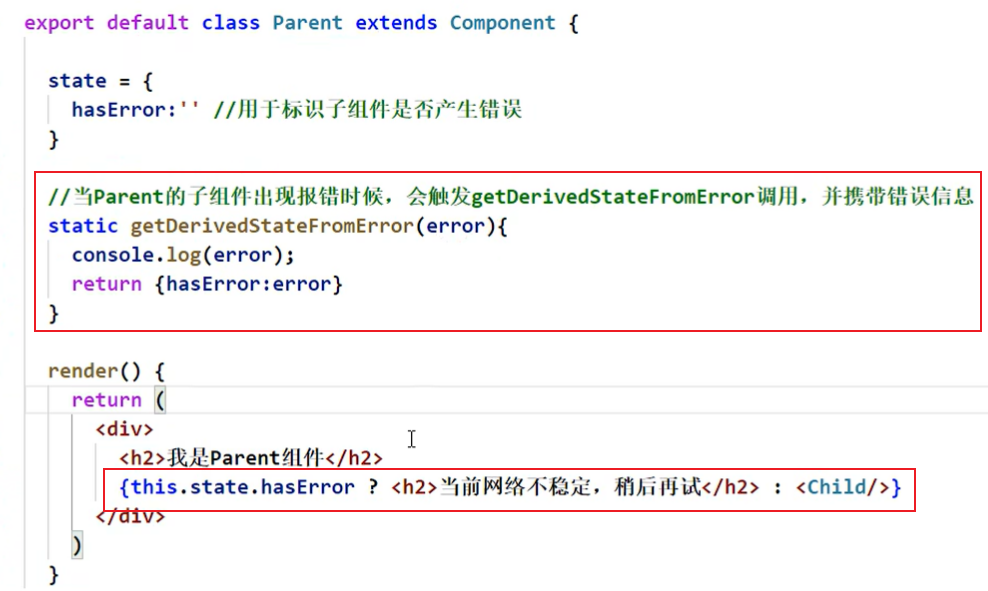 export default class Parent extends Component {
state = {
hasError:'' //用于标识子组件是否产生错误
}
//当Parent的子组件出现报错时候，会触发getDerivedStateFromError调用，并携带错误信息
static getDerivedStateFromError(error){
console.log(error);
return {hasError:error}
}
render() {
return (
<div>
<h2>我是Parent组件</h2>
{this.state.hasError ? <h2>当前网络不稳定，稍后再试</h2> : <Child/>}
</div>
)
}